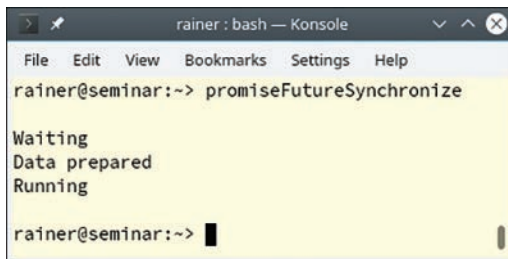 rainer : bash — Konsole
File Edit View Bookmarks Settings Help
rainer@seminar:~> promiseFutureSynchronize
Waiting
Data prepared
Running
rainer@seminar:~>